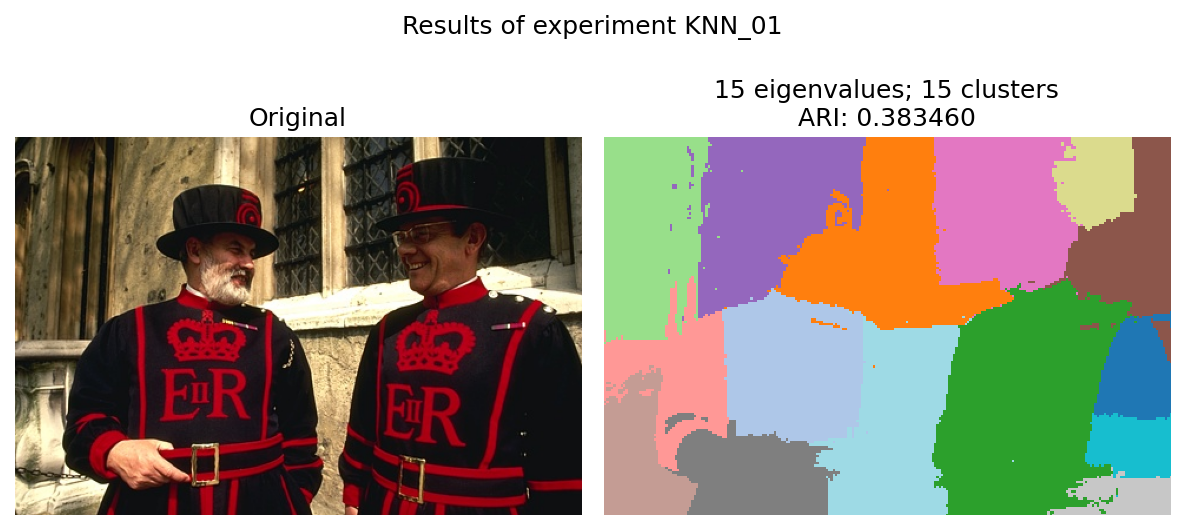 Results of experiment KNN_01
Original
15 eigenvalues; 15 clusters
ARI: 0.383460
EIIR
EIIR